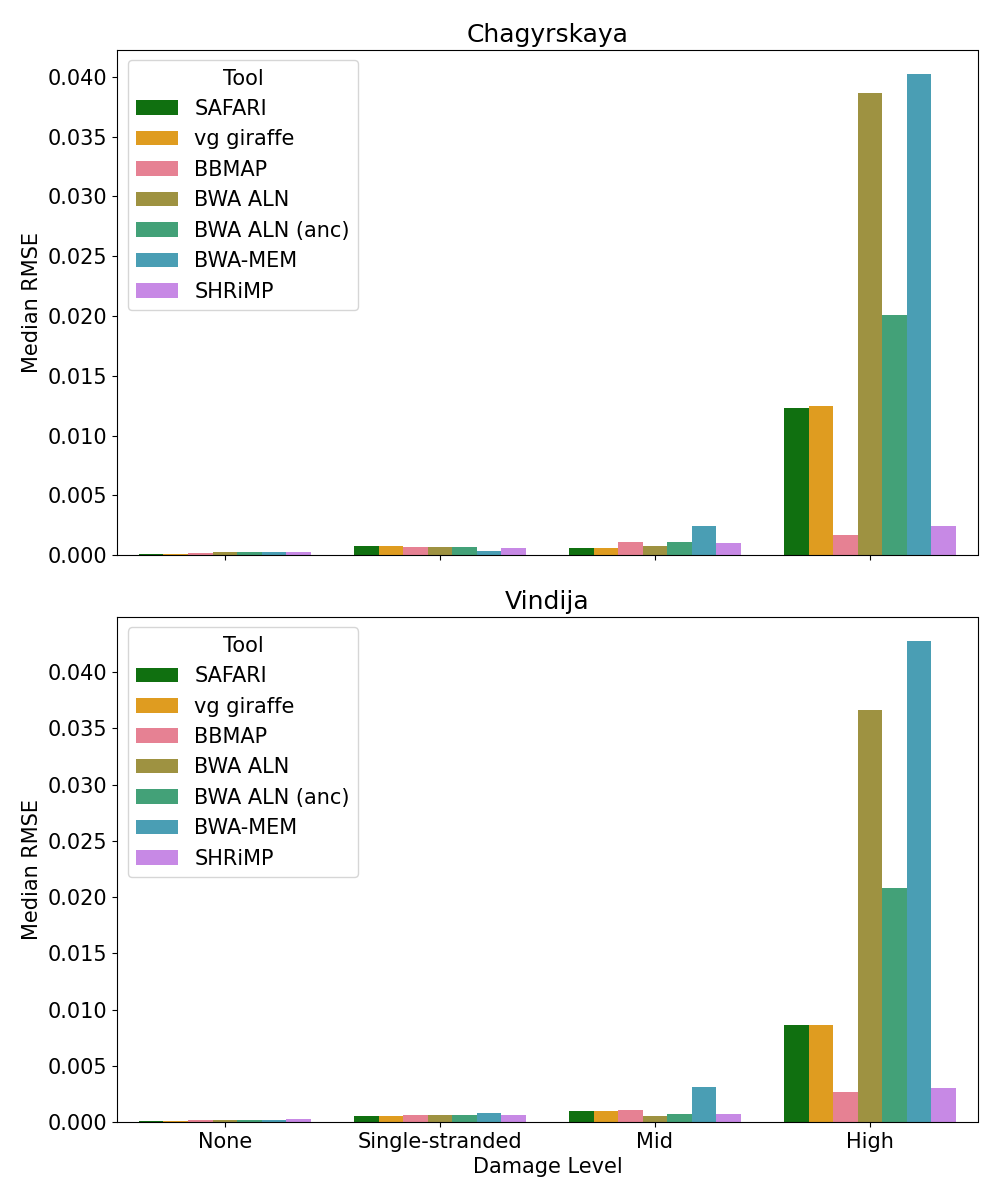 Chagyrskaya
0.040
0.035
0.030
0.025
0.020
0.015
0.010
0.005
0.000
Median RMSE
Tool
SAFARI
vg giraffe
BBMAP
BWA ALN
BWA ALN (anc)
BWA-MEM
SHRiMP
Vindija
0.040
0.035
0.030
0.025
0.020
0.015
0.010
0.005
0.000
Median RMSE
Tool
SAFARI
vg giraffe
BBMAP
BWA ALN
BWA ALN (anc)
BWA-MEM
SHRiMP
None Single-stranded Mid High
Damage Level